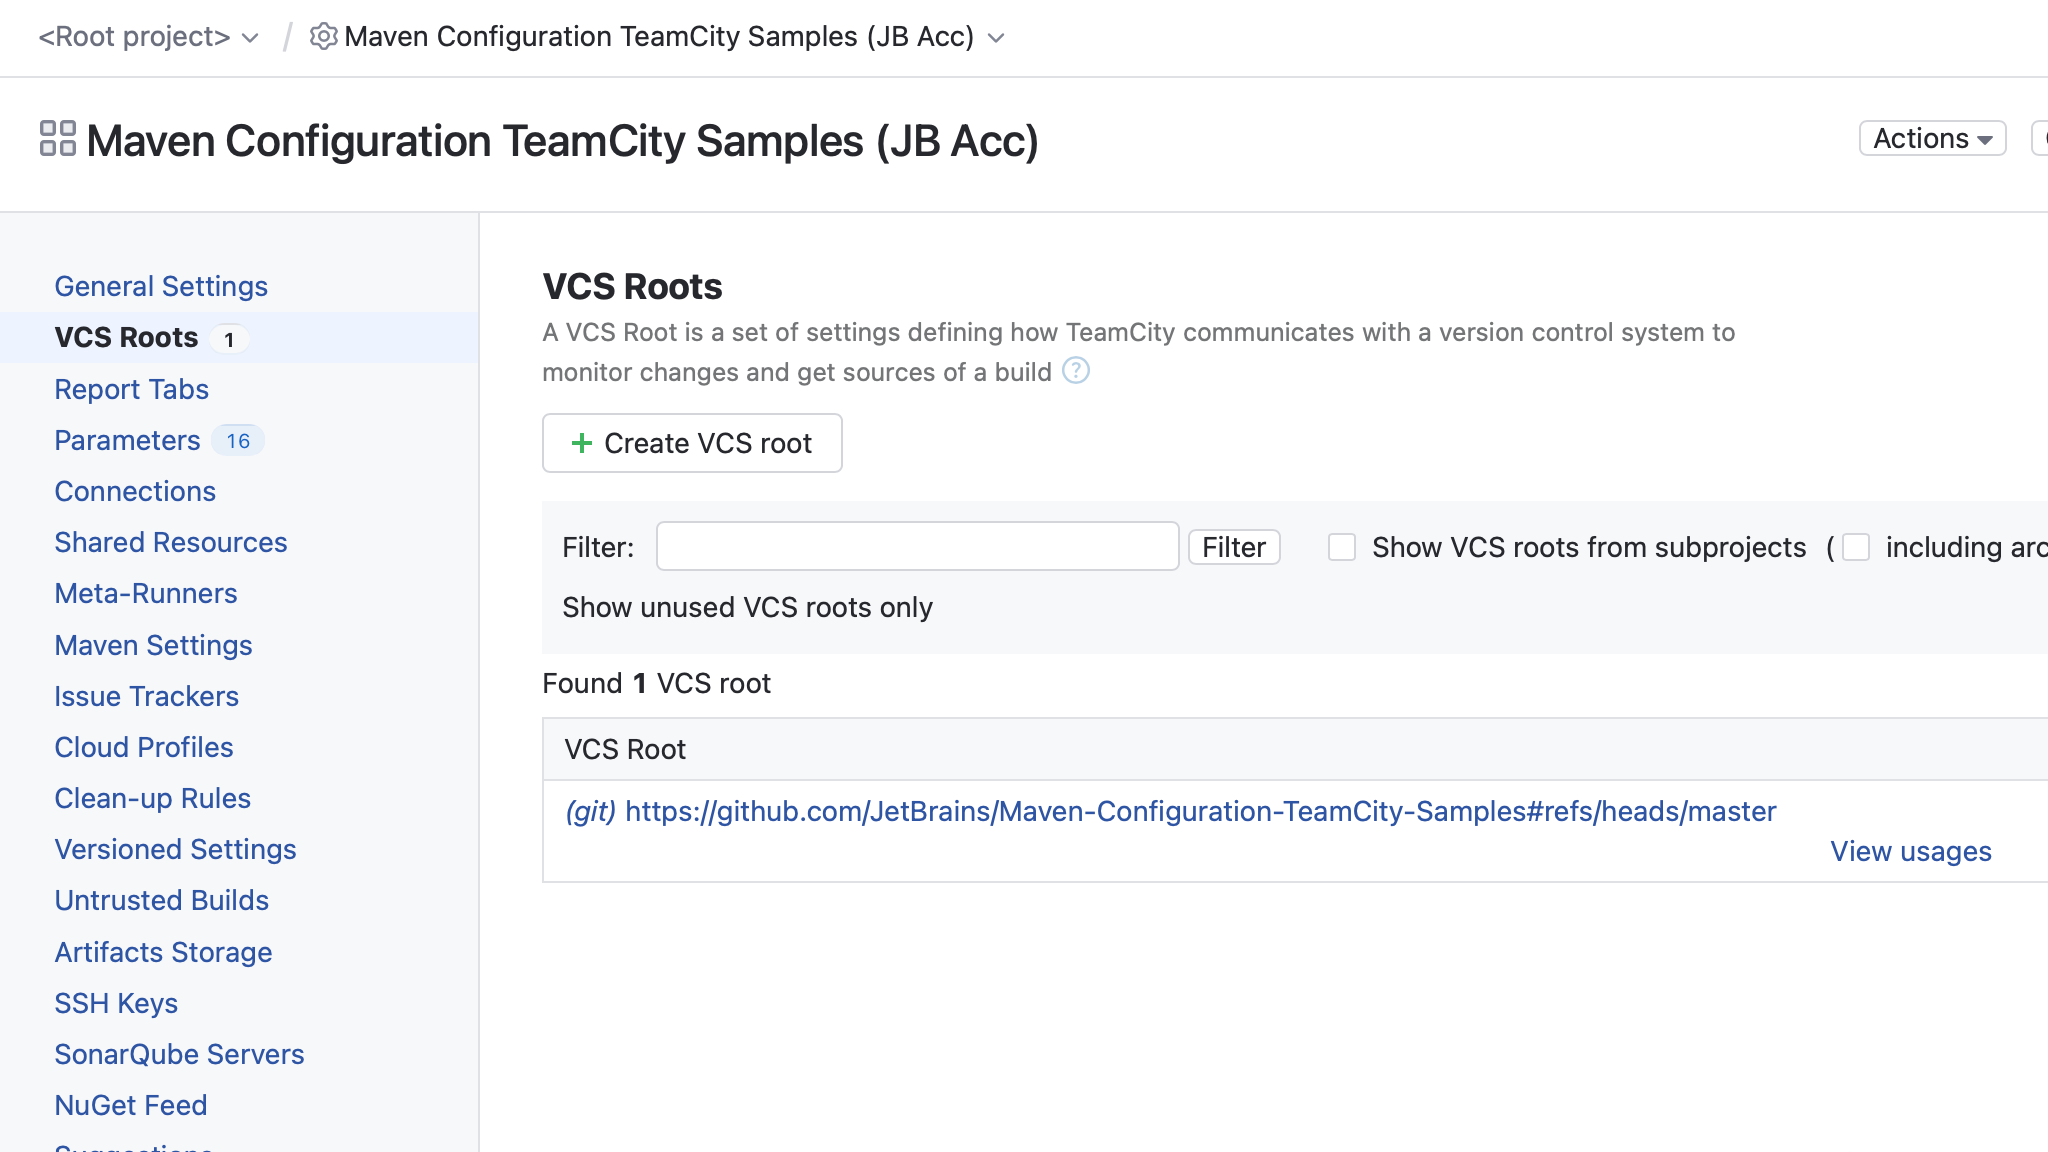 <Root project> / Maven Configuration TeamCity Samples (JB Acc)
Maven Configuration TeamCity Samples (JB Acc)
Actions
General Settings
VCS Roots 1
Report Tabs
Parameters 16
Connections
Shared Resources
Meta-Runners
Maven Settings
Issue Trackers
Cloud Profiles
Clean-up Rules
Versioned Settings
Untrusted Builds
Artifacts Storage
SSH Keys
SonarQube Servers
NuGet Feed
VCS Roots
A VCS Root is a set of settings defining how TeamCity communicates with a version control system to
monitor changes and get sources of a build ?
+ Create VCS root
Filter: Filter Show VCS roots from subprojects ( including
Show unused VCS roots only
Found 1 VCS root
VCS Root
(git) https://github.com/JetBrains/Maven-Configuration-TeamCity-Samples#refs/heads/master
View usages